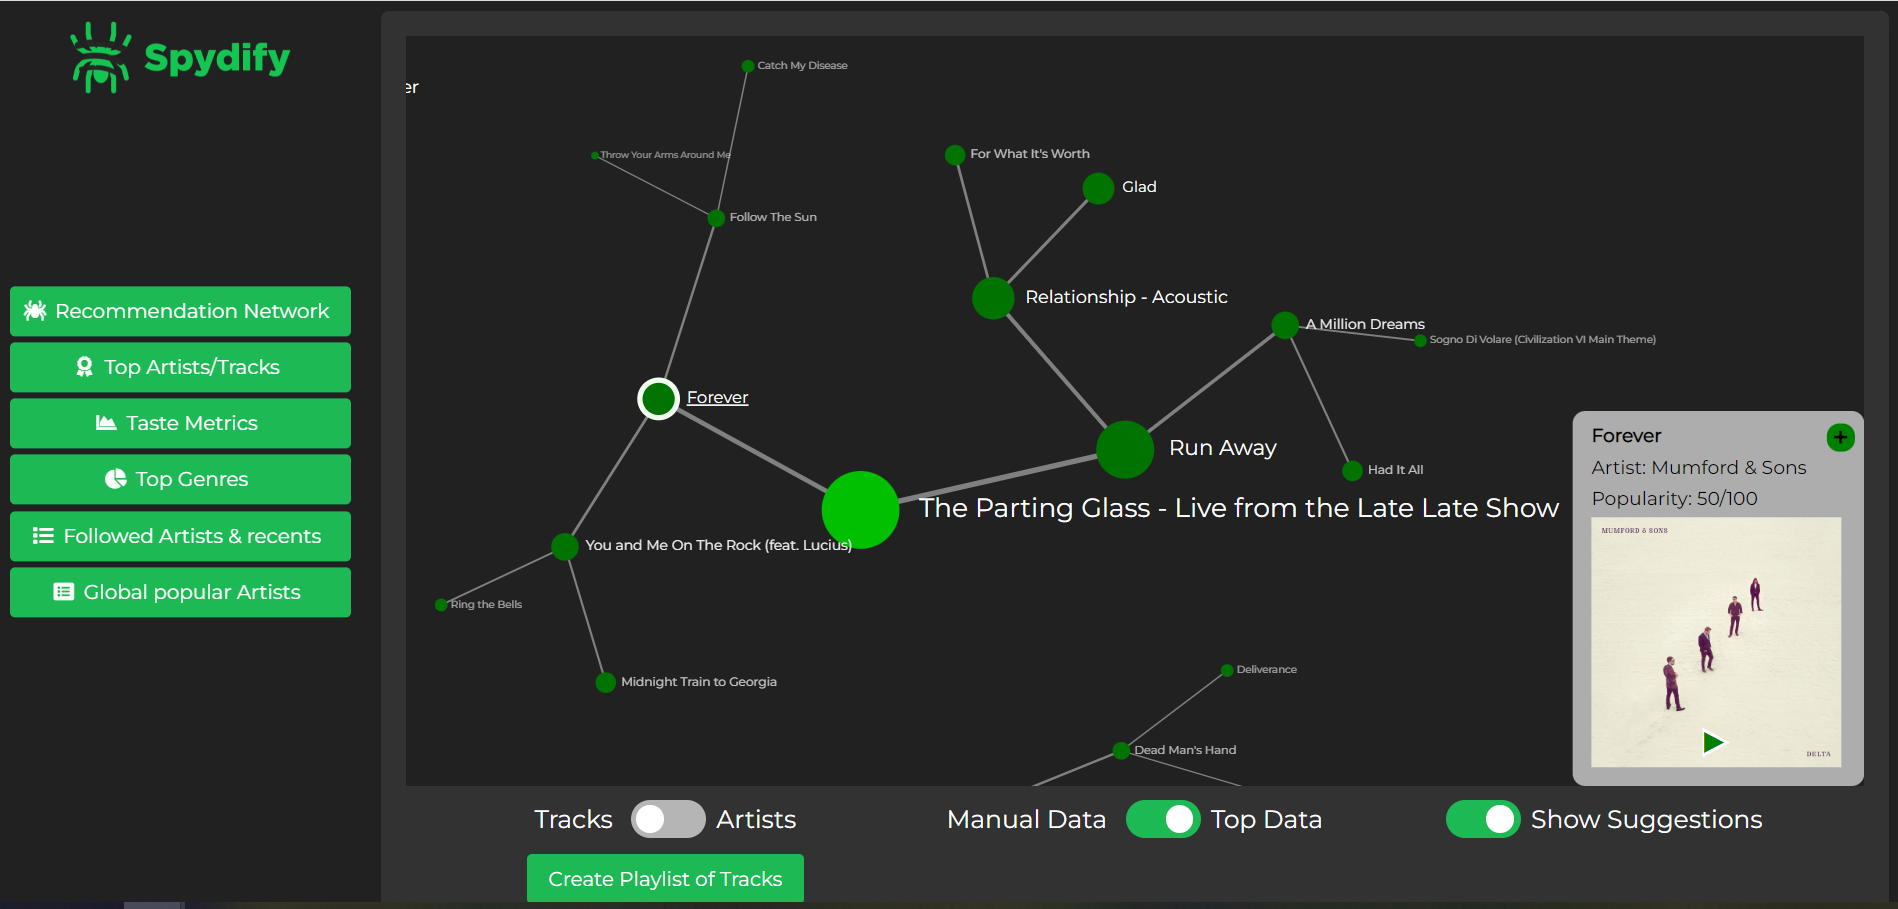 Spydify
Recommendation Network
Top Artists/Tracks
Taste Metrics
Top Genres
Followed Artists & recents
Global popular Artists
er
Catch My Disease
Throw Your Arms Around Me
Follow The Sun
For What It's Worth
Glad
Relationship - Acoustic
A Million Dreams
Sogno Di Volare (Civilization VI Main Theme)
Forever
Run Away
Had It All
The Parting Glass - Live from the Late Late Show
You and Me On The Rock (feat. Lucius)
Ring the Bells
Midnight Train to Georgia
Deliverance
Dead Man's Hand
Forever
Artist: Mumford & Sons
Popularity: 50/100
MUMFORD & SONS
DELTA
Tracks Artists
Manual Data Top Data
Show Suggestions
Create Playlist of Tracks